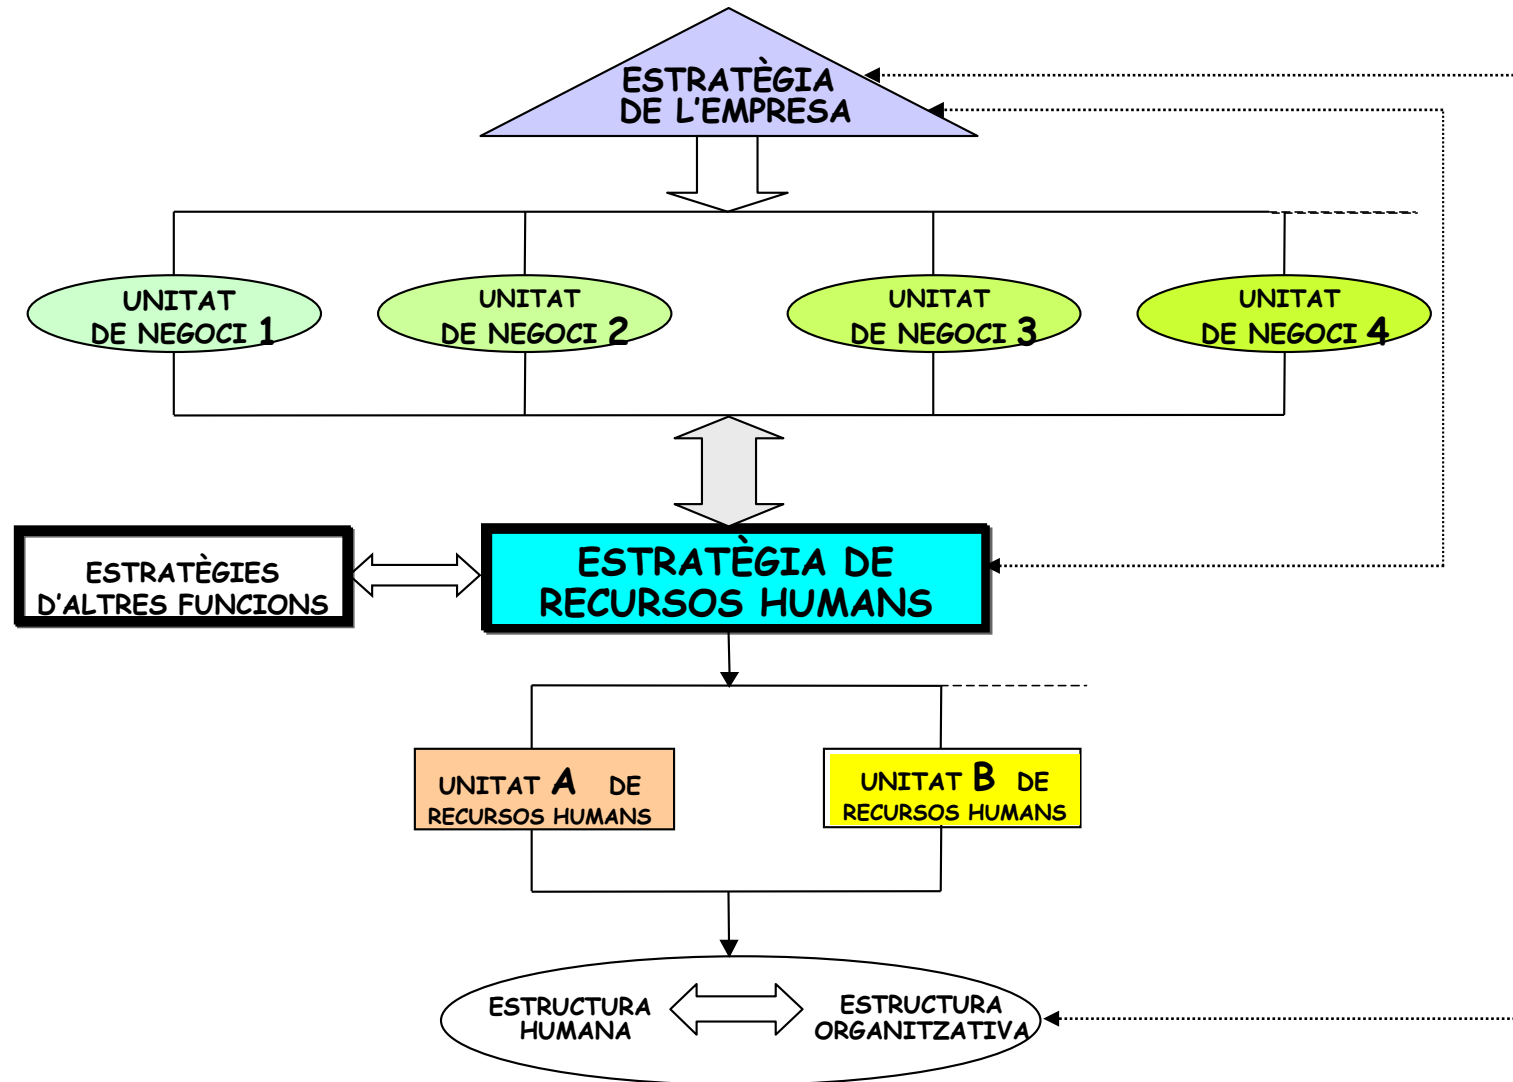 ESTRATÈGIA
DE L'EMPRESA
UNITAT
DE NEGOCI 1
UNITAT
DE NEGOCI 2
UNITAT
DE NEGOCI 3
UNITAT
DE NEGOCI 4
ESTRATÈGIES
D'ALTRES FUNCIONS
ESTRATÈGIA DE
RECURSOS HUMANS
UNITAT A DE
RECURSOS HUMANS
UNITAT B DE
RECURSOS HUMANS
ESTRUCTURA
HUMANA
ESTRUCTURA
ORGANITZATIVA